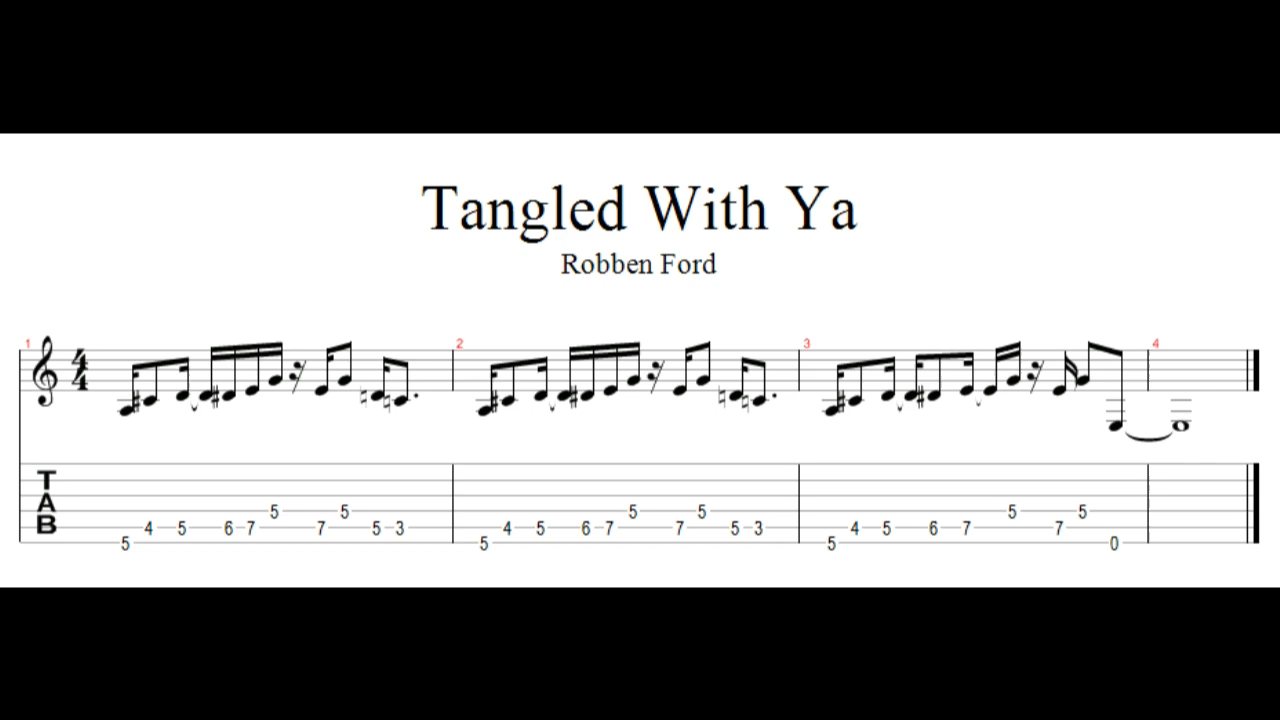 Tangled With Ya
Robben Ford
1 2 3 4
4
4
T
A
B
5 5 5 5 5 5
4 5 6 7 7 5 3 4 5 6 7 7 5 3 4 5 6 7 7
5 5 5 0